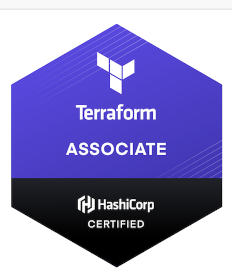 Terraform
ASSOCIATE
HashiCorp
CERTIFIED